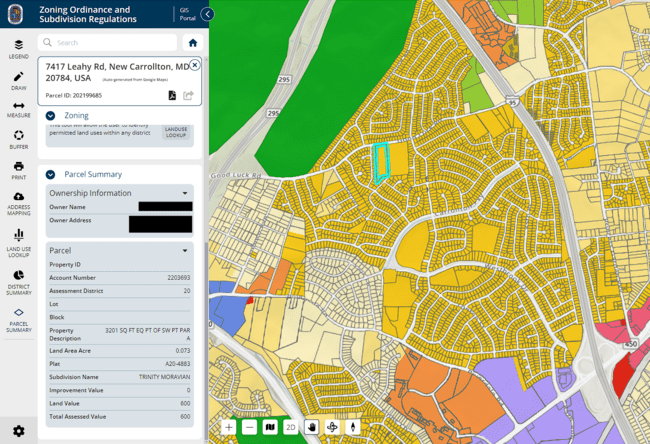 Zoning Ordinance and
Subdivision Regulations
GIS
Portal
LEGEND
DRAW
MEASURE
BUFFER
PRINT
ADDRESS
MAPPING
LAND USE
LOOKUP
DISTRICT
SUMMARY
PARCEL
SUMMARY
Search
7417 Leahy Rd, New Carrollton, MD
20784, USA (Auto-generated from Google Maps)
Parcel ID: 202199685
Zoning
This tool will allow the user to identify
permitted land uses within any district
LANDUSE
LOOKUP
Parcel Summary
Ownership Information
Owner Name
Owner Address
Parcel
Property ID
Account Number 2203693
Assessment District 20
Lot
Block
Property Description 3201 SQ FT EQ PT OF SW PT PAR A
Land Area Acre 0.073
Plat A20-4883
Subdivision Name TRINITY MORAVIAN
Improvement Value 0
Land Value 600
Total Assessed Value 600
295
295
95
Good Luck Rd
450
2D